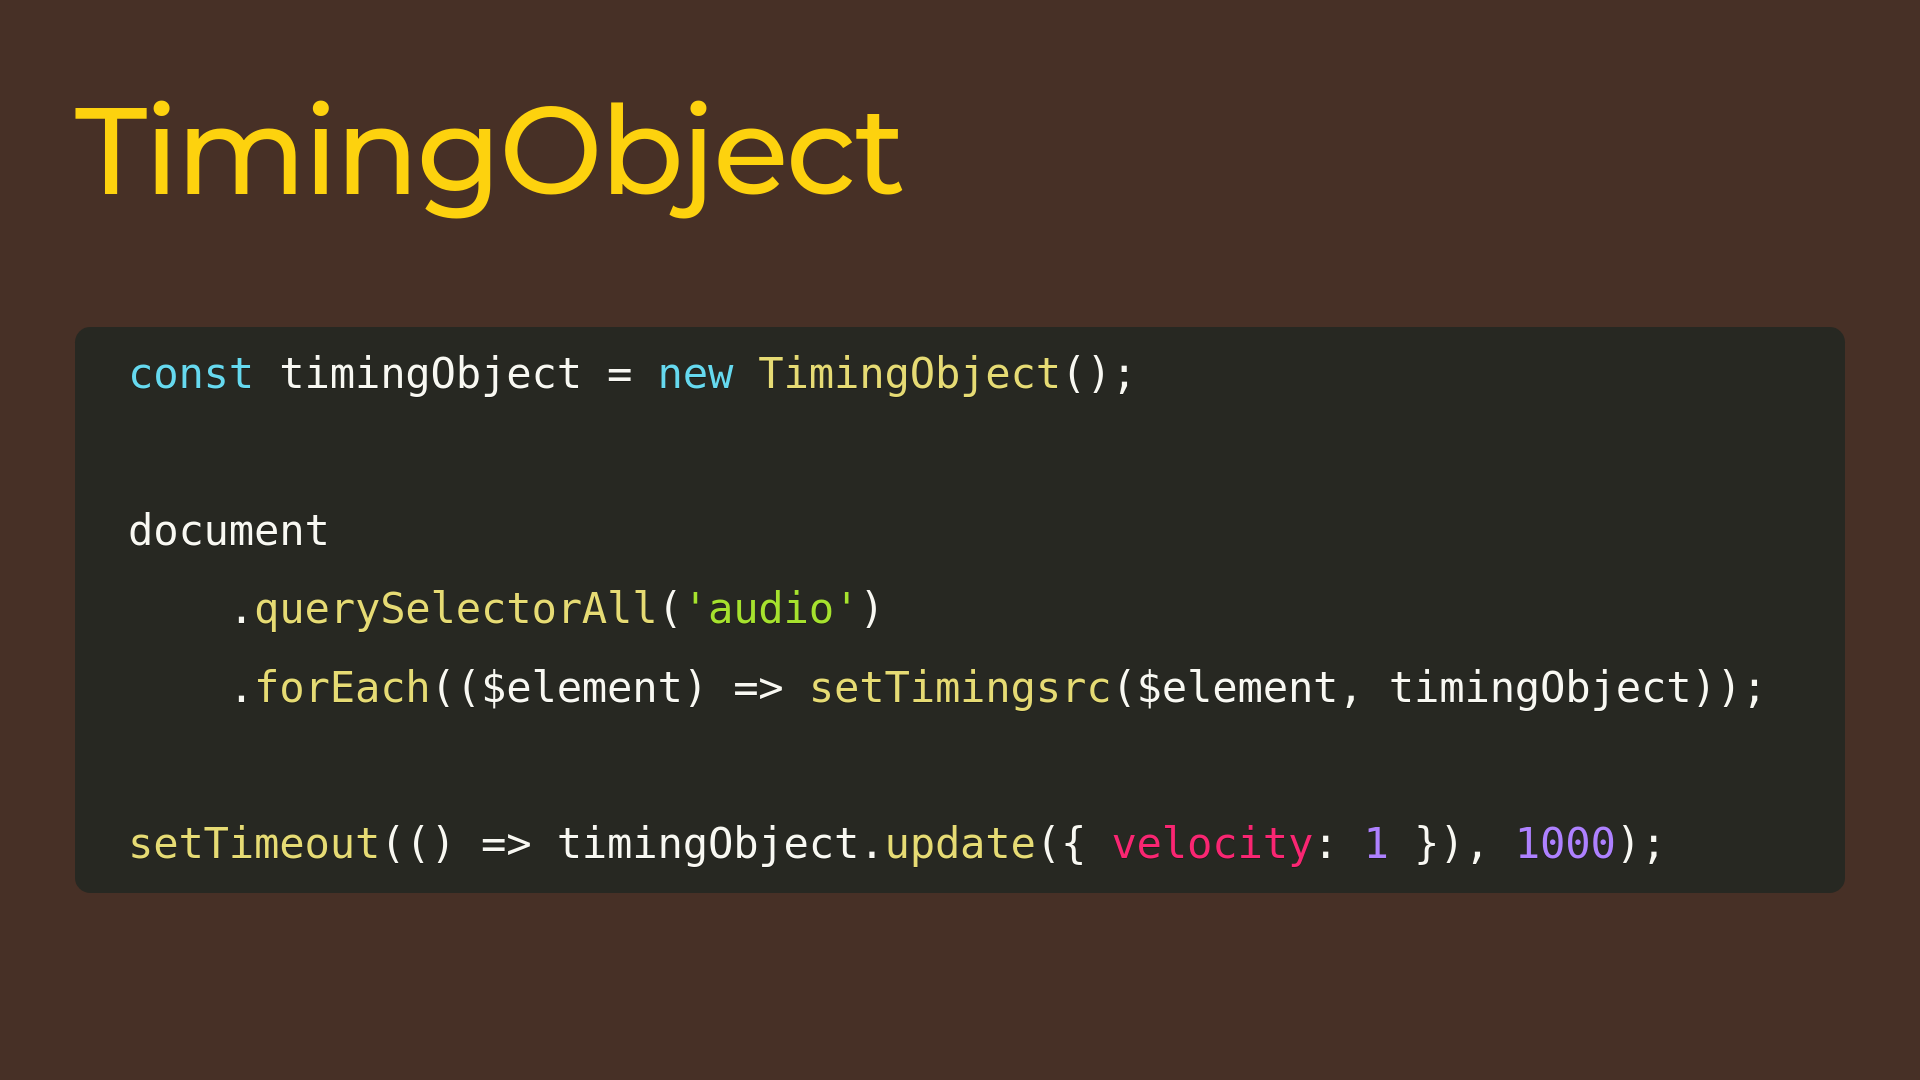 TimingObject
const timingObject = new TimingObject();
document
    .querySelectorAll('audio')
    .forEach(($element) => setTimingsrc($element, timingObject));
setTimeout(() => timingObject.update({ velocity: 1 }), 1000);